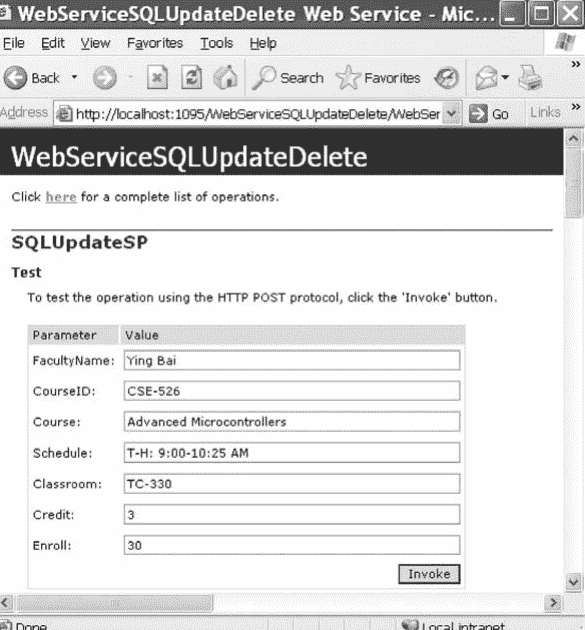 WebServiceSQLUpdateDelete Web Service - Mic...
File Edit View Favorites Tools Help
Back Search Favorites »
Address http://localhost:1095/WebServiceSQLUpdateDelete/WebSer Go Links »
WebServiceSQLUpdateDelete
Click here for a complete list of operations.
SQLUpdateSP
Test
To test the operation using the HTTP POST protocol, click the 'Invoke' button.
Parameter Value
FacultyName: Ying Bai
CourseID: CSE-526
Course: Advanced Microcontrollers
Schedule: T-H: 9:00-10:25 AM
Classroom: TC-330
Credit: 3
Enroll: 30
Invoke
Done Local intranet